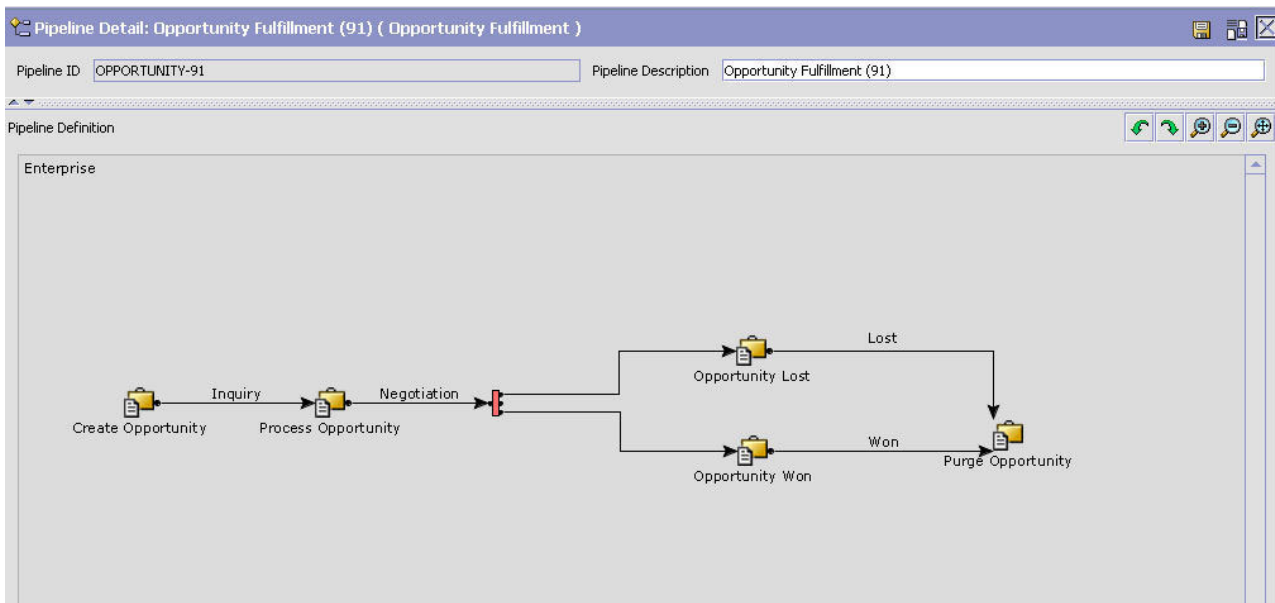 Pipeline Detail: Opportunity Fulfillment (91) ( Opportunity Fulfillment )
Pipeline ID OPPORTUNITY-91 Pipeline Description Opportunity Fulfillment (91)
Pipeline Definition
Enterprise
Lost
Opportunity Lost
Inquiry Negotiation
Create Opportunity Process Opportunity
Won
Purge Opportunity
Opportunity Won